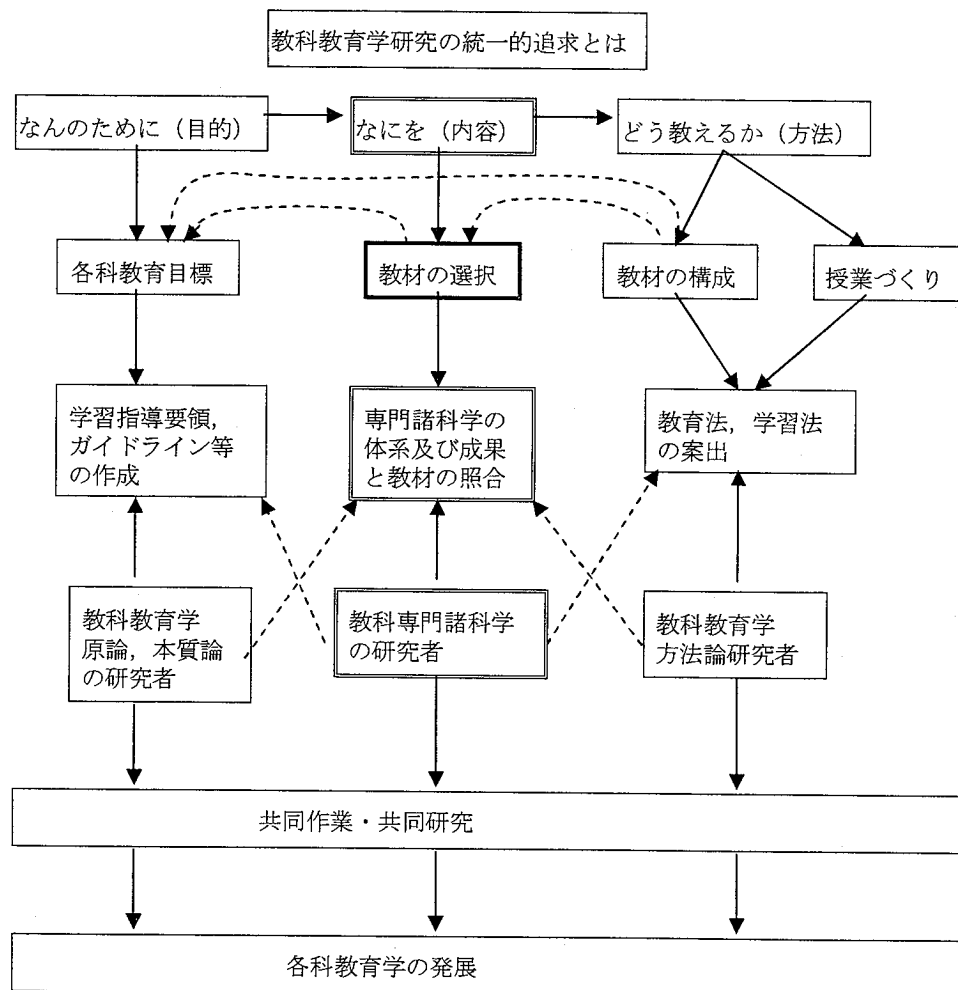 教科教育学研究の統一的追求とは
なんのために（目的）
なにを（内容）
どう教えるか（方法）
各科教育目標
教材の選択
教材の構成
授業づくり
学習指導要領，
ガイドライン等
の作成
専門諸科学の
体系及び成果
と教材の照合
教育法，学習法
の案出
教科教育学
原論，本質論
の研究者
教科専門諸科学
の研究者
教科教育学
方法論研究者
共同作業・共同研究
各科教育学の発展